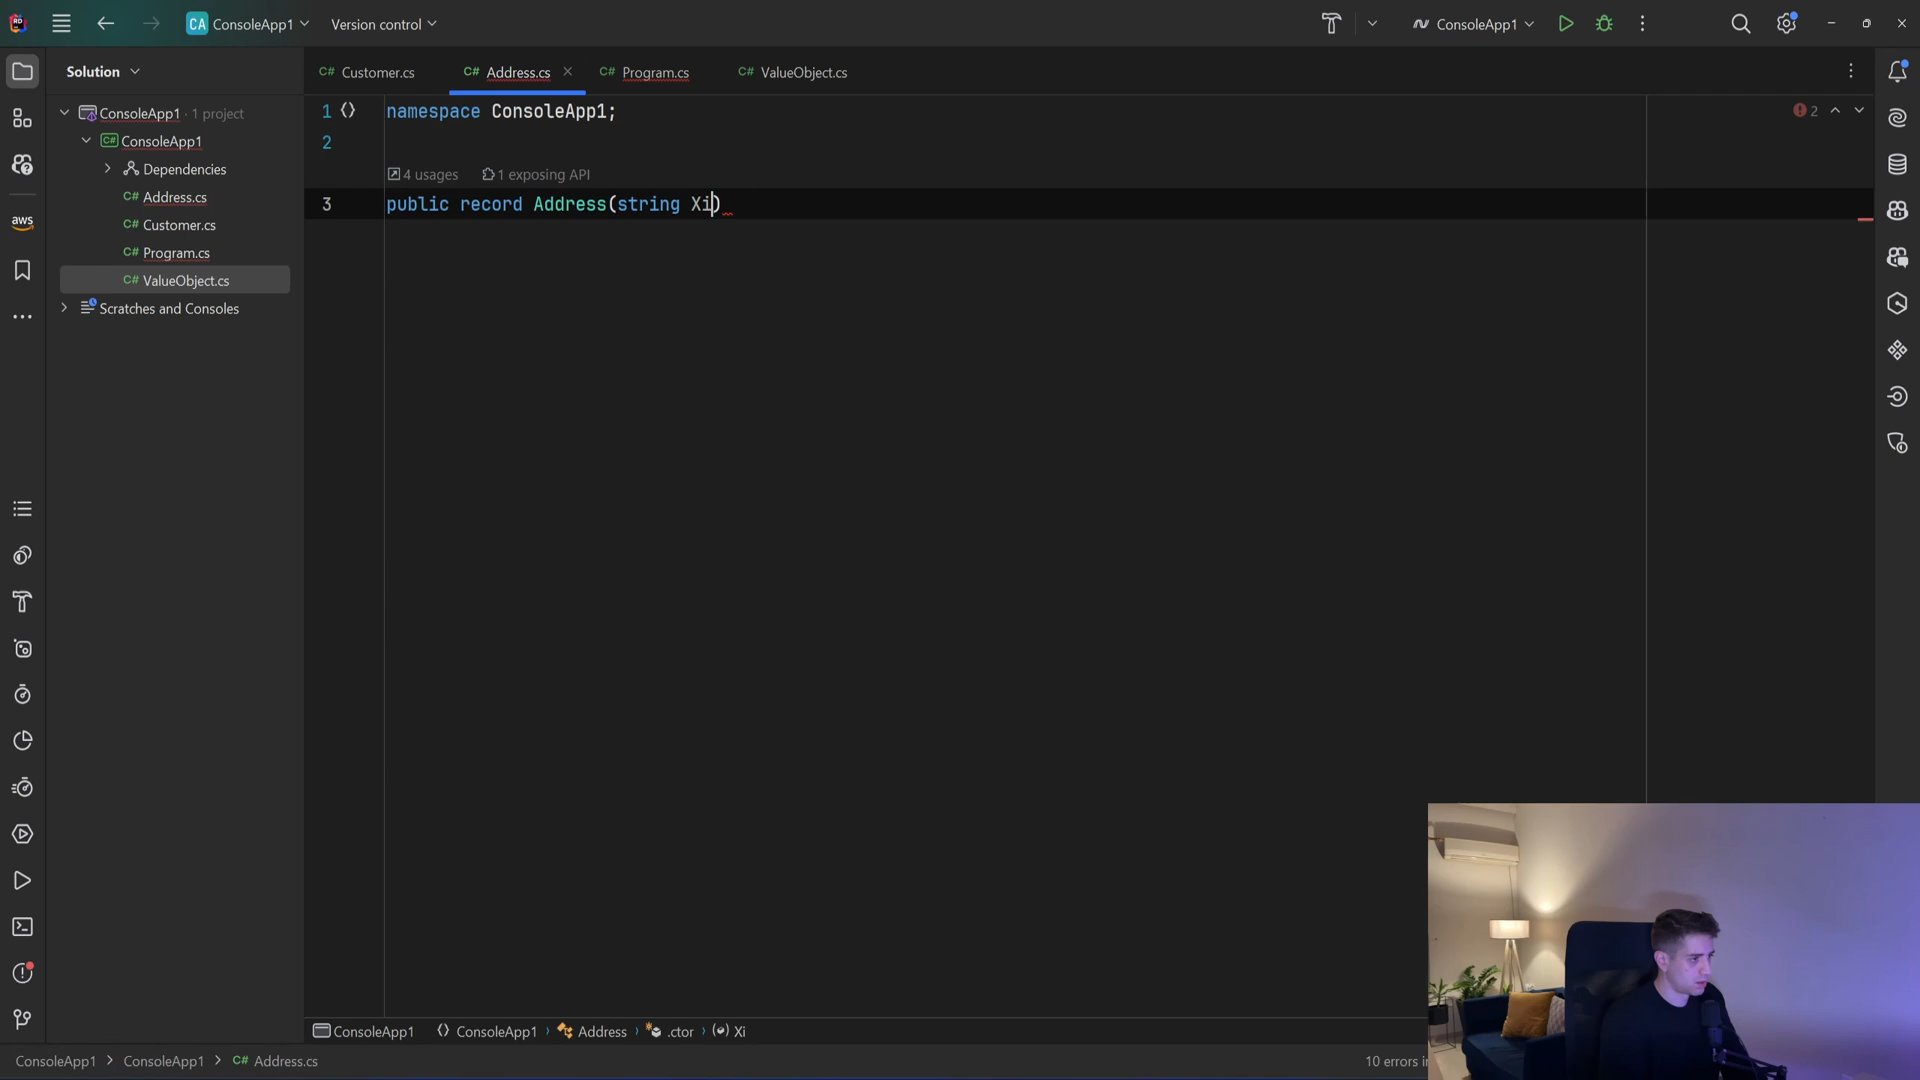 CA ConsoleApp1
Version control
ConsoleApp1
Solution
C# Customer.cs
C# Address.cs
C# Program.cs
C# ValueObject.cs
ConsoleApp1 · 1 project
C# ConsoleApp1
Dependencies
C# Address.cs
C# Customer.cs
C# Program.cs
C# ValueObject.cs
Scratches and Consoles
aws
1 namespace ConsoleApp1;
2
2
4 usages 1 exposing API
3 public record Address(string Xi)
ConsoleApp1 ConsoleApp1 › Address › .ctor › Xi
ConsoleApp1 > ConsoleApp1 > C# Address.cs
10 errors i